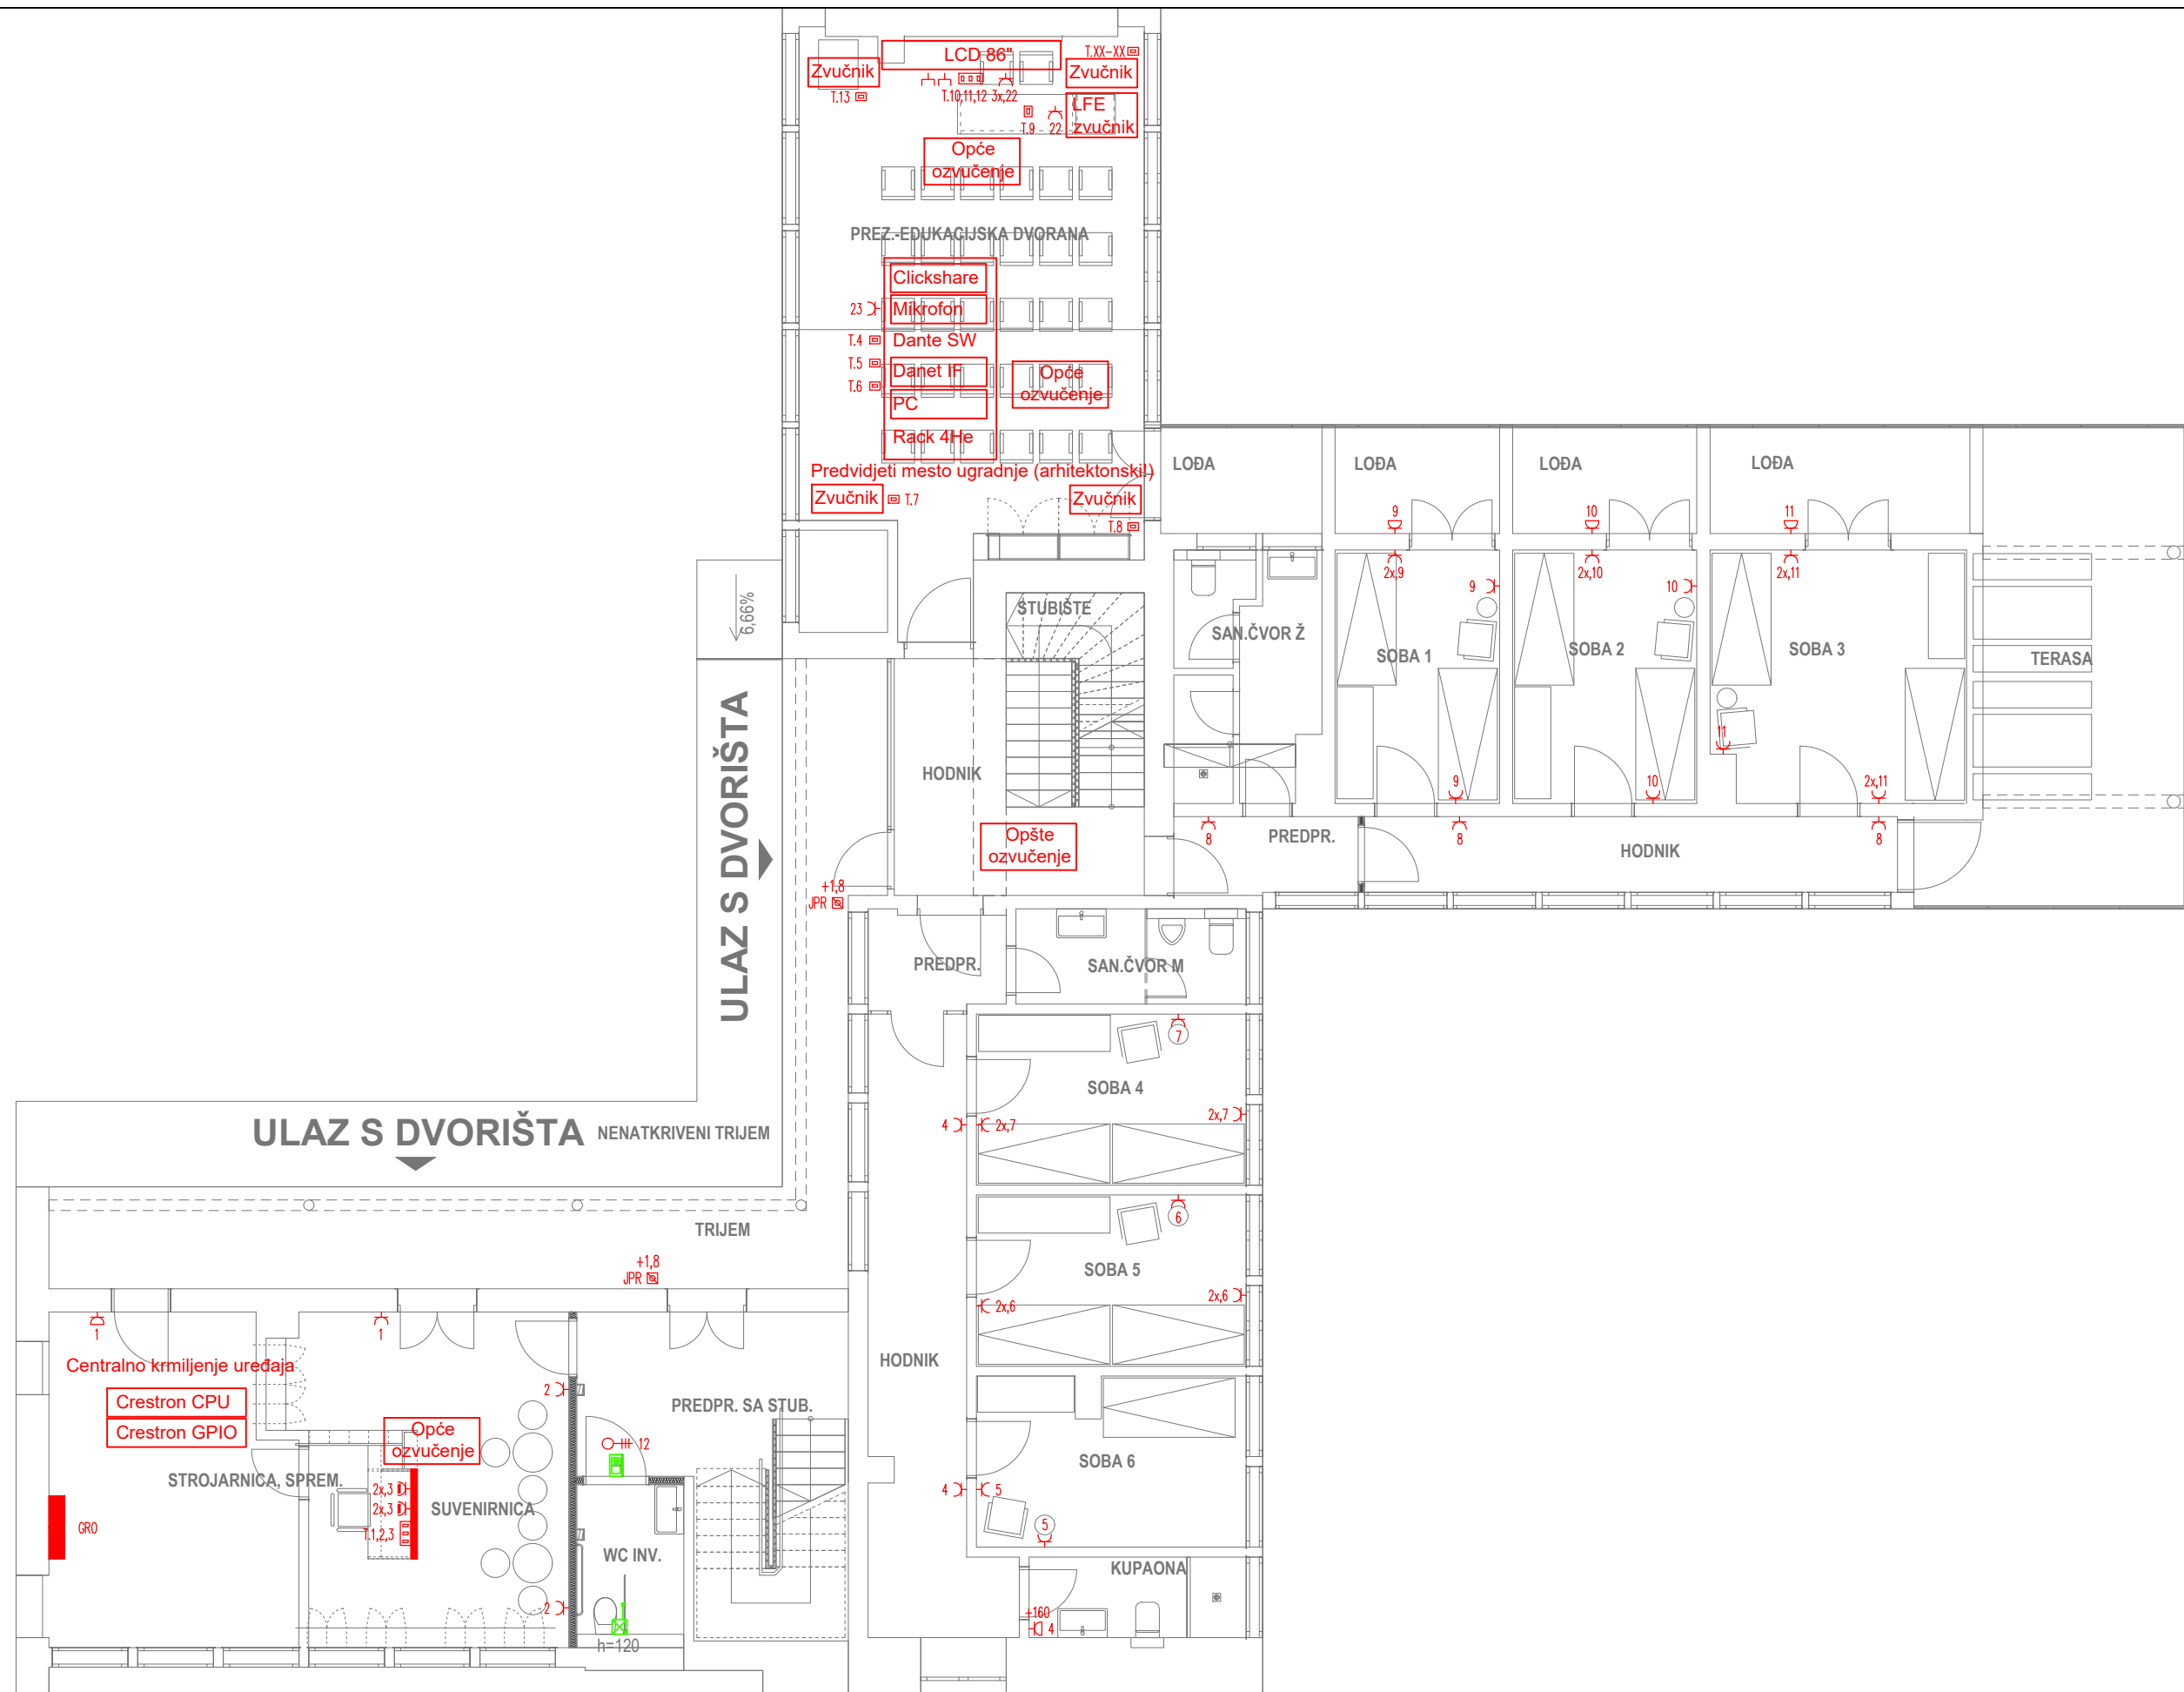 LCD 86"
T.XX-XX
Zvučnik
Zvučnik
T.13
T.10,11,12
3x,22
LFE
zvučnik
T.9
22
Opće
ozvučenje
PREZ.-EDUKACIJSKA DVORANA
Clickshare
23
Mikrofon
T.4
Dante SW
T.5
Danet IF
T.6
PC
Opće
ozvučenje
Rack 4He
Predvidjeti mesto ugradnje (arhitektonski!)
Zvučnik
T.7
Zvučnik
T.8
LOĐA
LOĐA
LOĐA
LOĐA
9
10
11
2x,9
2x,10
2x,11
9
10
6,66%
STUBIŠTE
SAN.ČVOR Ž
SOBA 1
SOBA 2
SOBA 3
TERASA
11
ULAZ S DVORIŠTA
HODNIK
9
10
2x,11
Opšte
ozvučenje
8
PREDPR.
8
HODNIK
8
+1,8
JPR
PREDPR.
SAN.ČVOR M
7
SOBA 4
4
2x,7
2x,7
ULAZ S DVORIŠTA
NENATKRIVENI TRIJEM
6
TRIJEM
+1,8
JPR
SOBA 5
2x,6
2x,6
1
1
Centralno krmiljenje uređaja
HODNIK
Crestron CPU
Crestron GPIO
2
PREDPR. SA STUB.
Opće
ozvučenje
12
SOBA 6
STROJARNICA, SPREM.
2x,3
2x,3
SUVENIRNICA
4
5
GRO
T.1,2,3
5
WC INV.
KUPAONA
2
+160
4
h=120